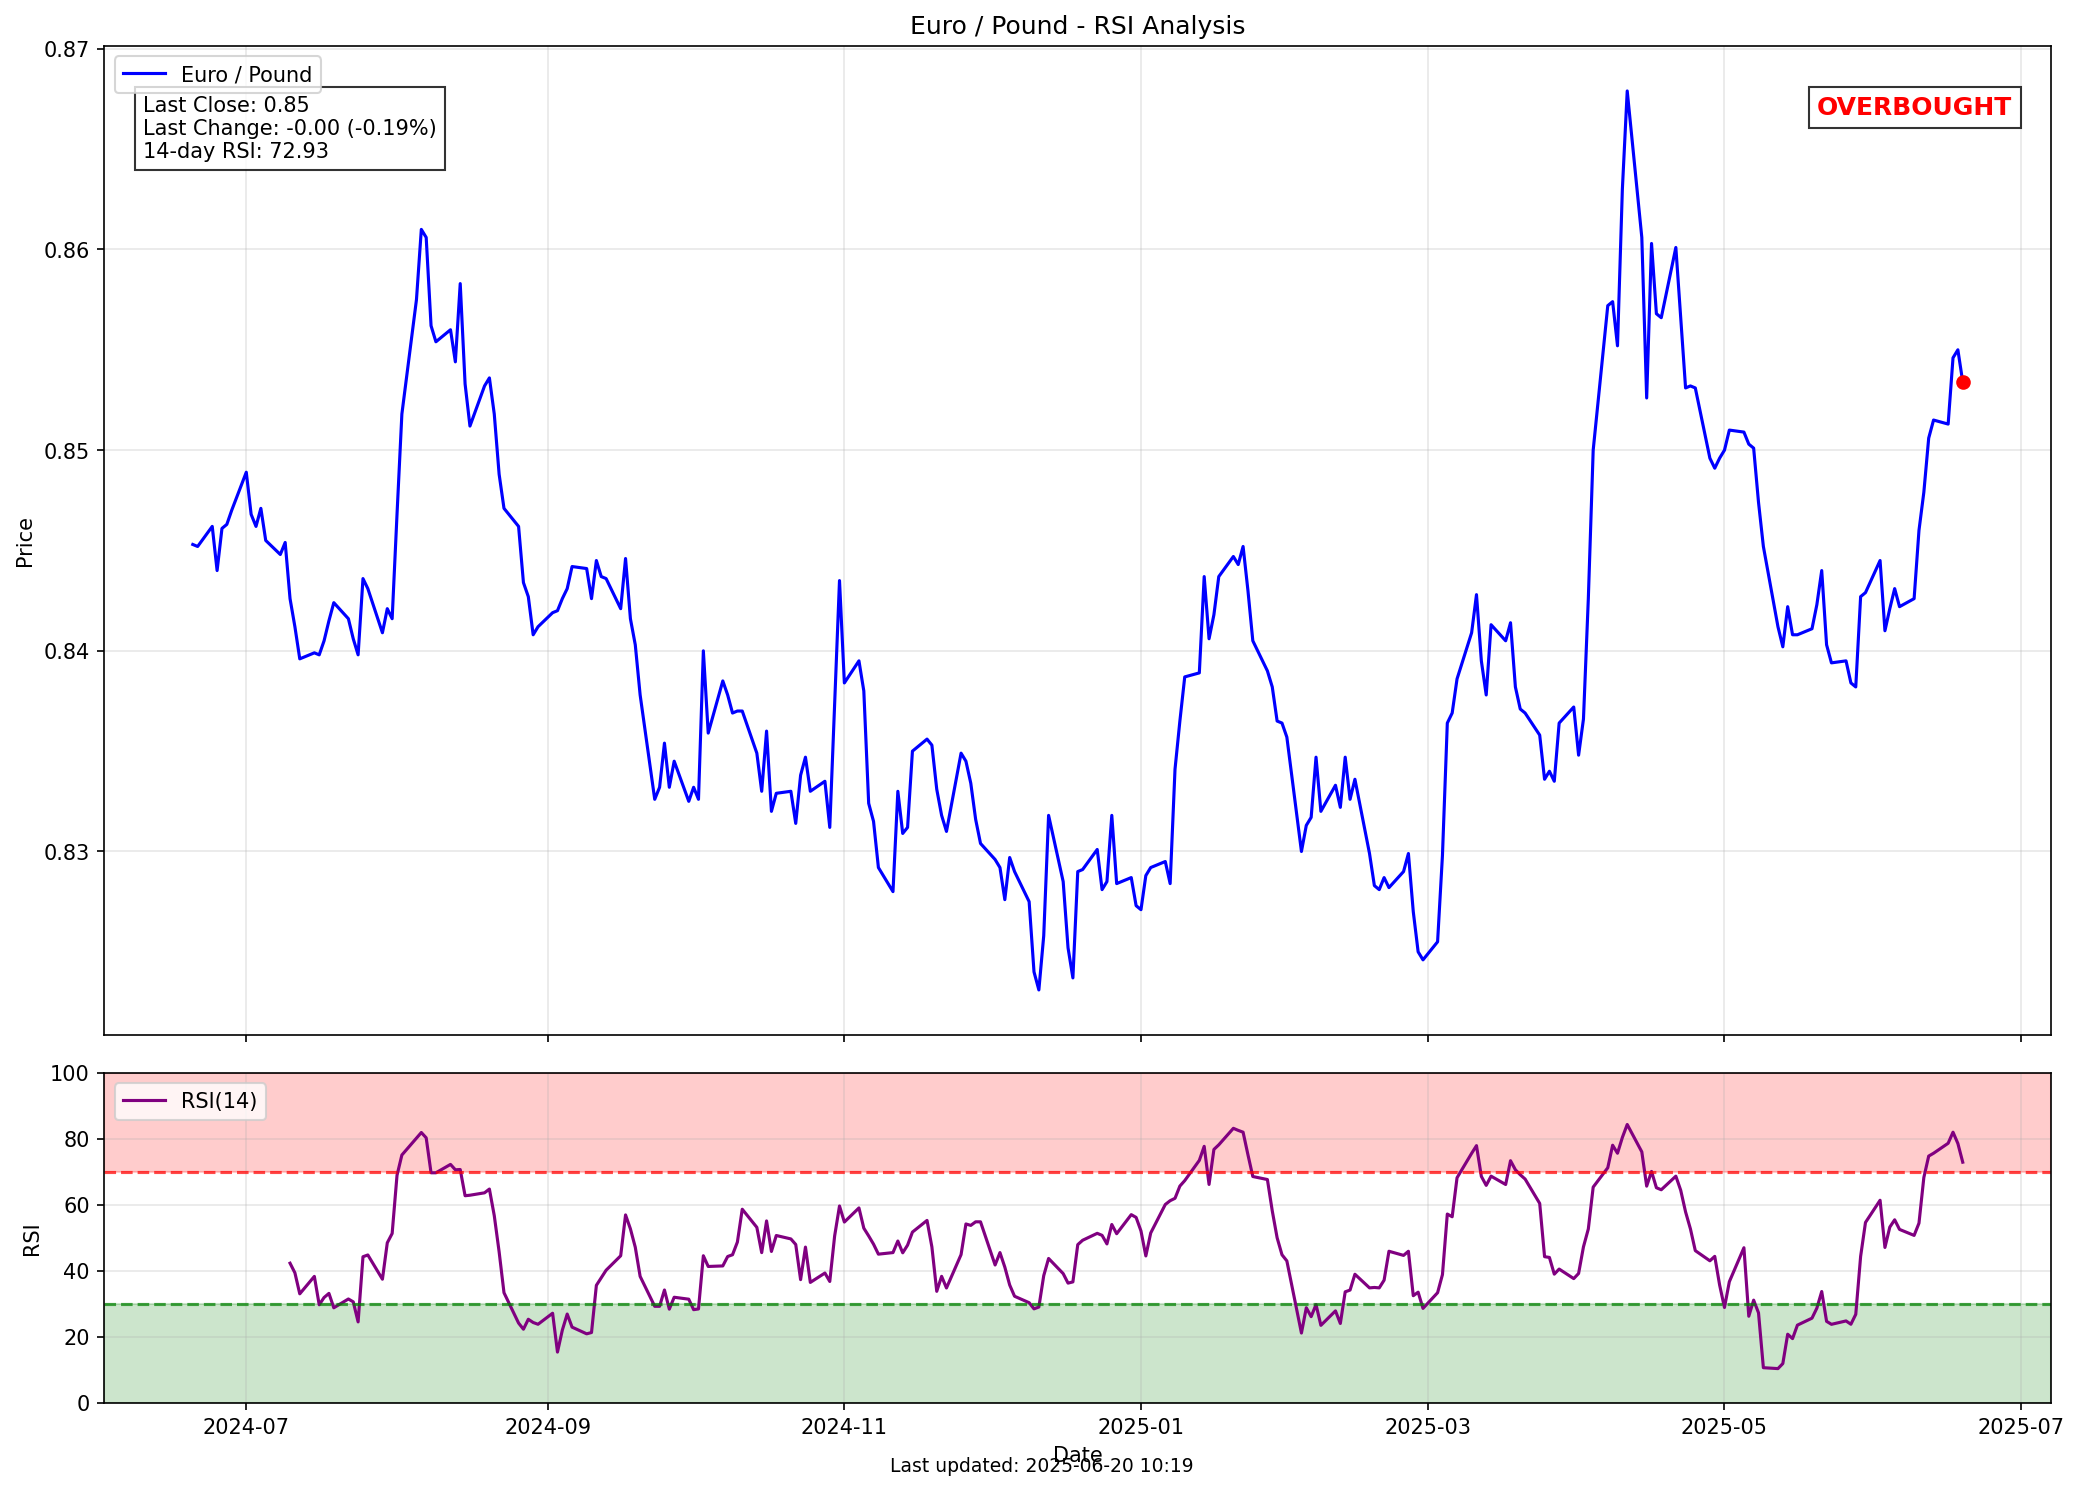 Euro / Pound - RSI Analysis
Euro / Pound
Last Close: 0.85
Last Change: -0.00 (-0.19%)
14-day RSI: 72.93
OVERBOUGHT
0.87
0.86
0.85
0.84
0.83
Price
RSI(14)
100
80
60
40
20
0
RSI
2024-07
2024-09
2024-11
2025-01
2025-03
2025-05
2025-07
Date
Last updated: 2025-06-20 10:19